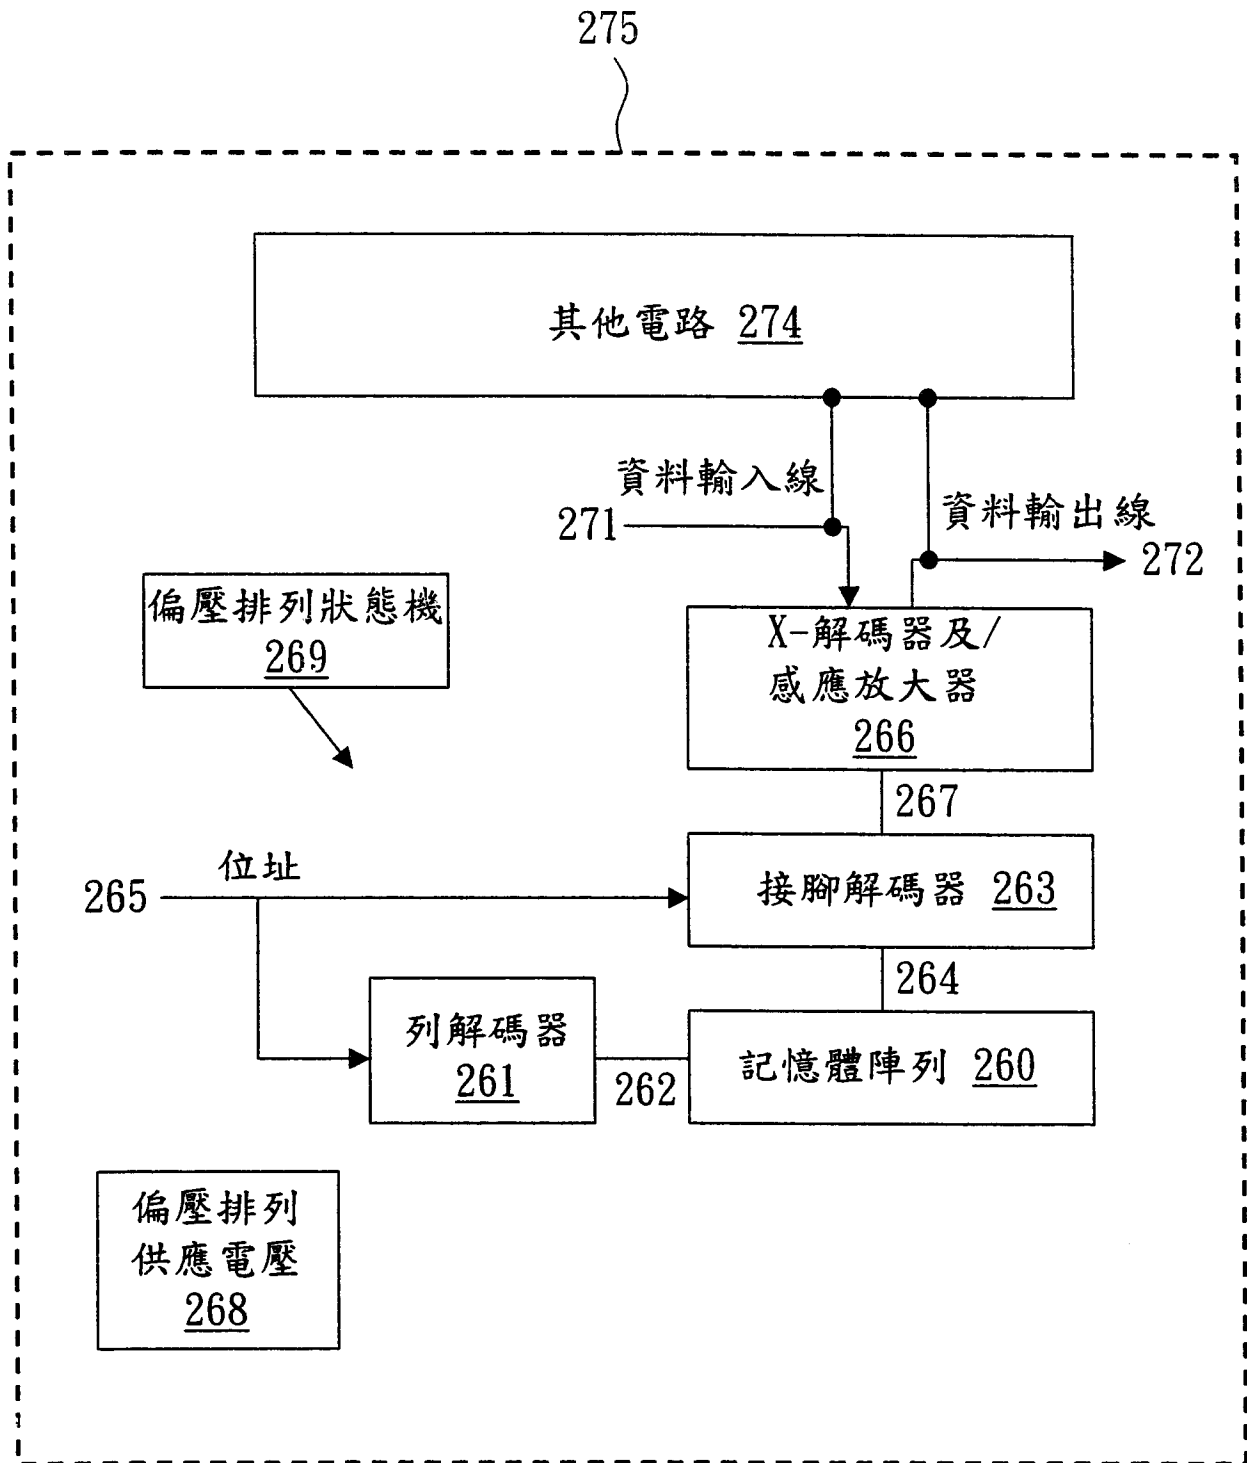 275
其他電路 274
資料輸入線
271
資料輸出線
272
偏壓排列狀態機
269
X-解碼器及/
感應放大器
266
267
位址
265
接腳解碼器 263
264
列解碼器
261
262
記憶體陣列 260
偏壓排列
供應電壓
268